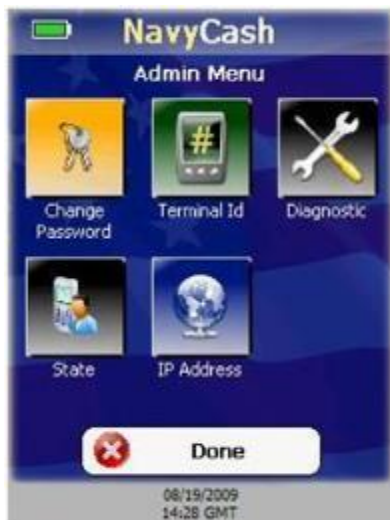 NavyCash
Admin Menu
#
Change
Password
Terminal Id
Diagnostic
State
IP Address
Done
08/19/2009
14:28 GMT